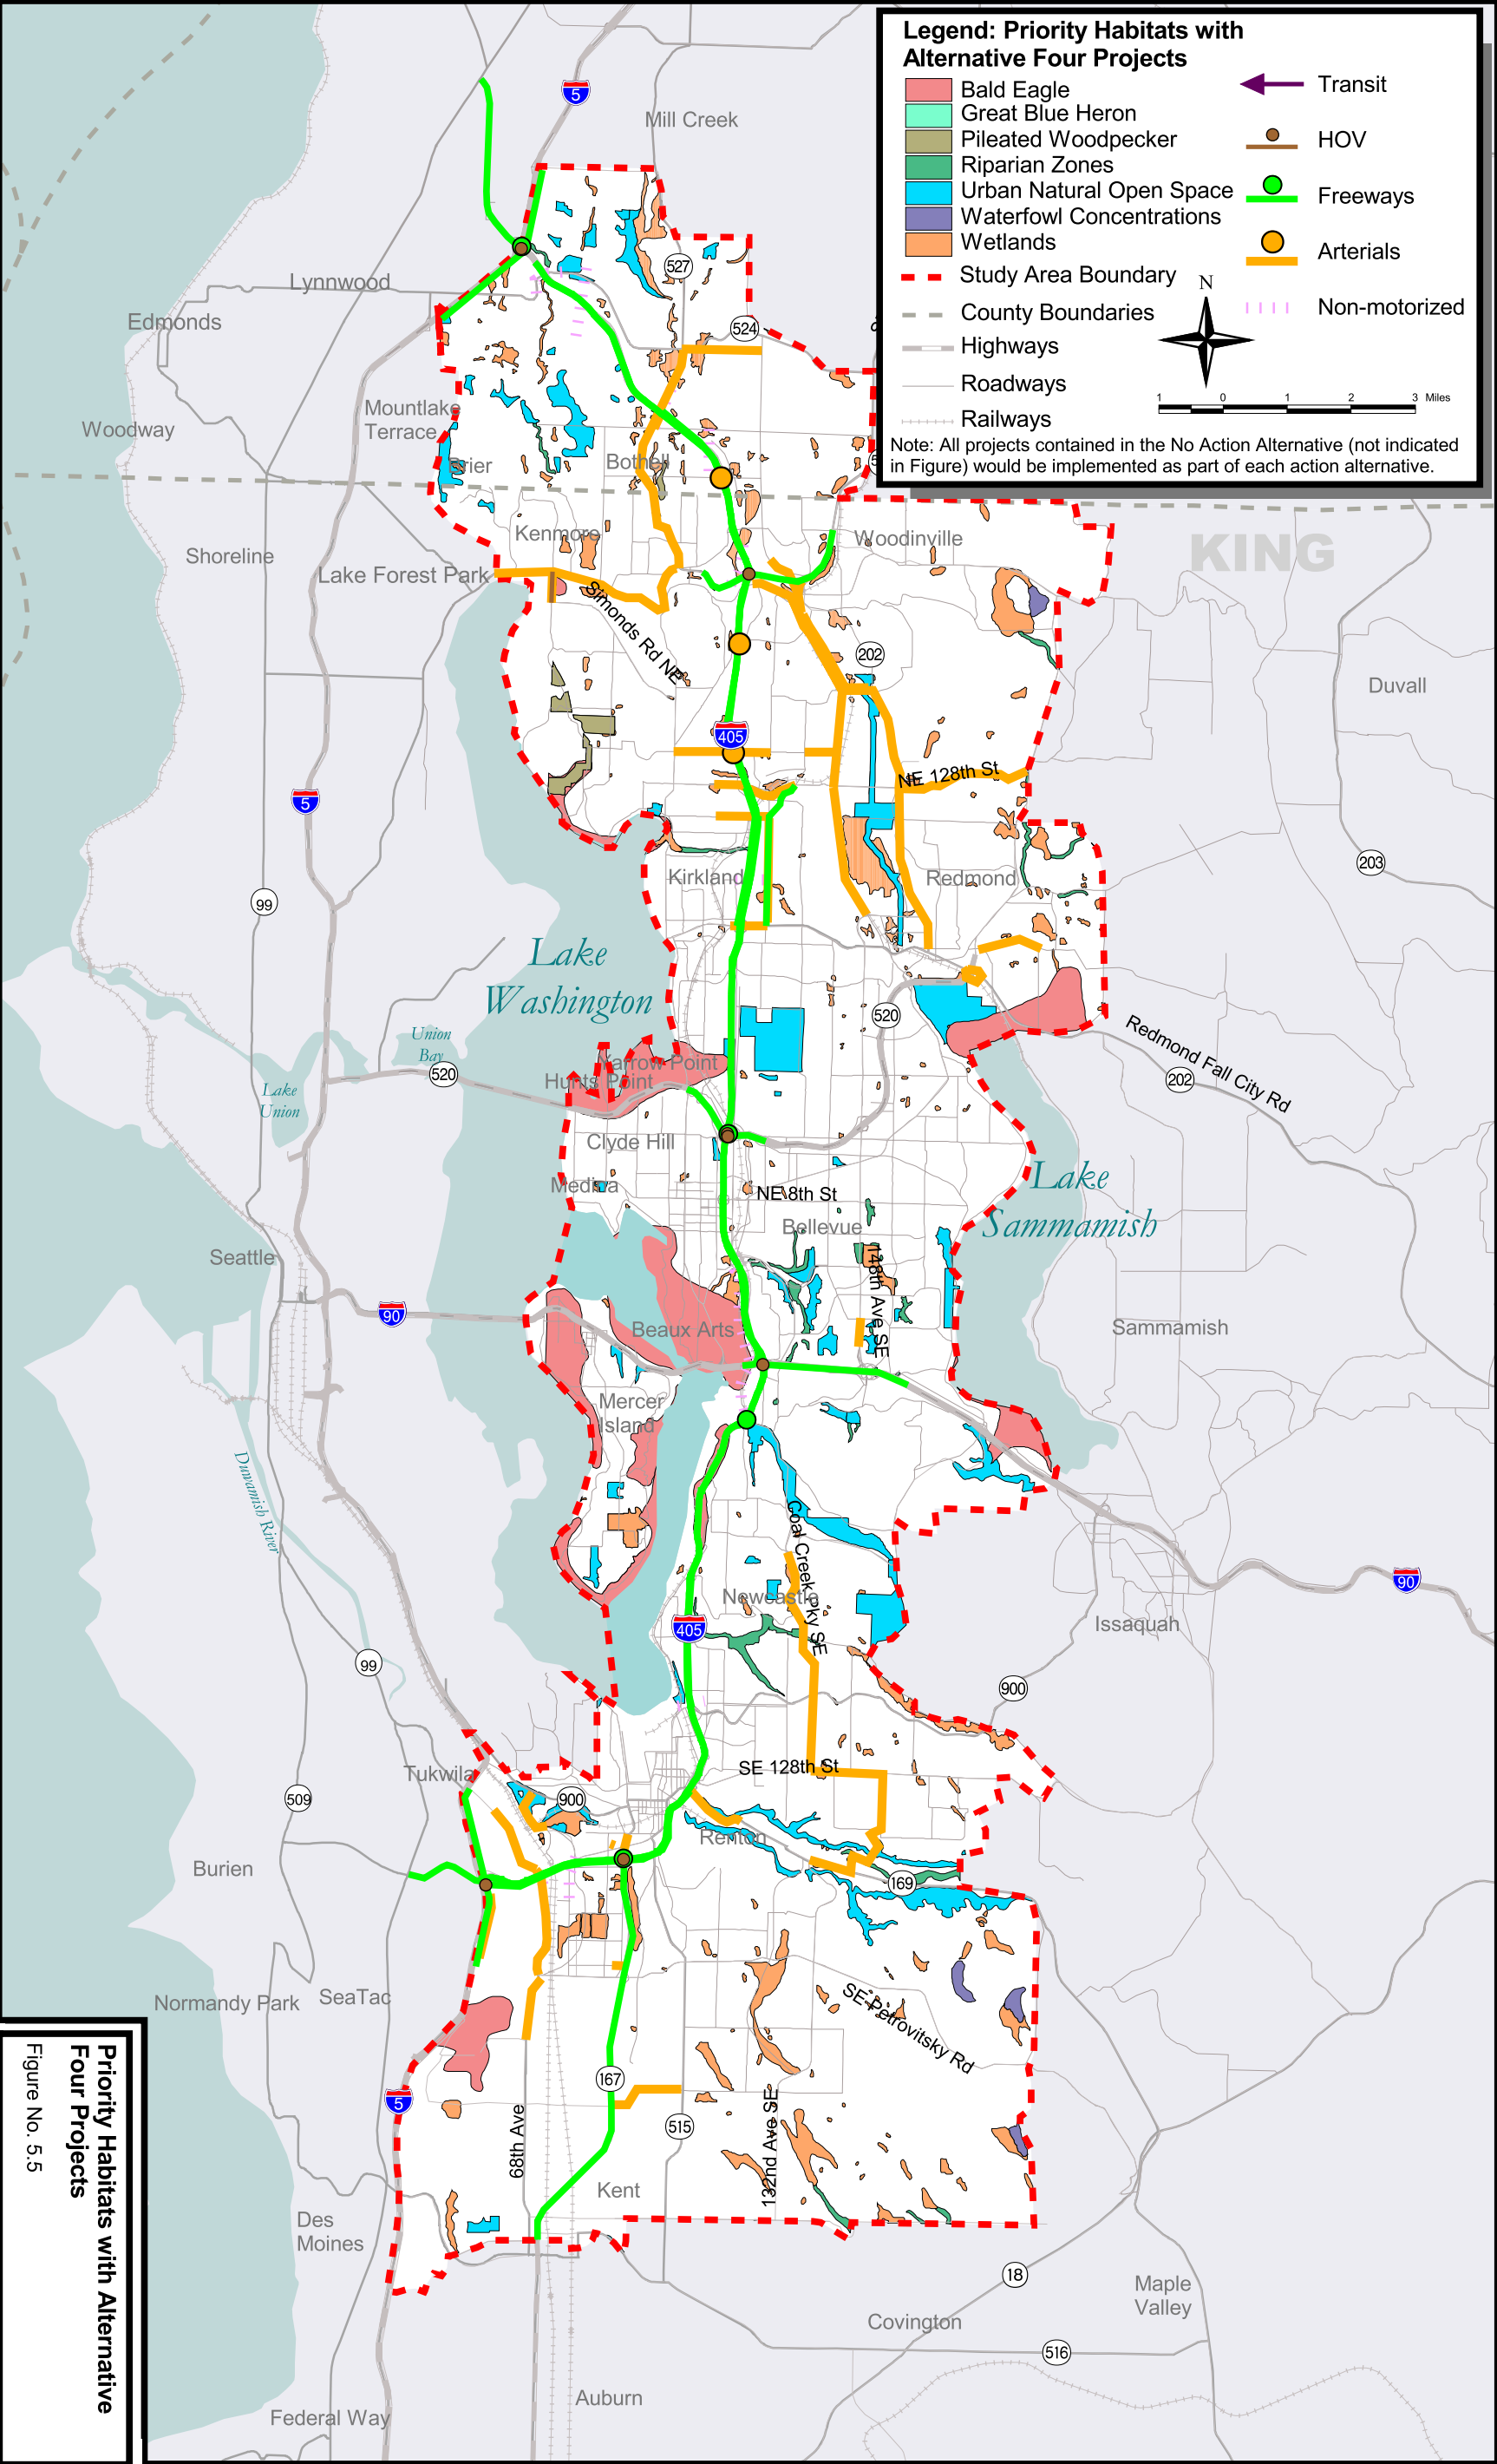 Legend: Priority Habitats with
Alternative Four Projects
Bald Eagle
Great Blue Heron
Pileated Woodpecker
Riparian Zones
Urban Natural Open Space
Waterfowl Concentrations
Wetlands
Study Area Boundary
County Boundaries
Highways
Roadways
Railways
Transit
HOV
Freeways
Arterials
Non-motorized
N
1 0 1 2 3 Miles
Note: All projects contained in the No Action Alternative (not indicated
in Figure) would be implemented as part of each action alternative.
5
Mill Creek
527
Lynnwood
Edmonds
524
Mountlake
Terrace
Woodway
Brier
Bothell
Kenmore
Woodinville
KING
Shoreline
Lake Forest Park
Simonds Rd NE
202
Duvall
405
NE 128th St
5
203
Kirkland
Redmond
99
Lake
Washington
520
Union
Bay
520
Yarrow Point
Hunts Point
Redmond Fall City Rd
202
Lake
Union
Clyde Hill
Medina
NE 8th St
Lake
Sammamish
Bellevue
Seattle
148th Ave SE
90
Beaux Arts
Sammamish
Mercer
Island
Duwamish River
Coal Creek Pky SE
Newcastle
90
405
Issaquah
99
900
SE 128th St
Tukwila
900
509
Renton
Burien
169
Normandy Park
SeaTac
SE Petrovitsky Rd
167
5
515
68th Ave
132nd Ave SE
Kent
Des
Moines
18
Maple
Valley
Covington
516
Auburn
Federal Way
Priority Habitats with Alternative
Four Projects
Figure No. 5.5